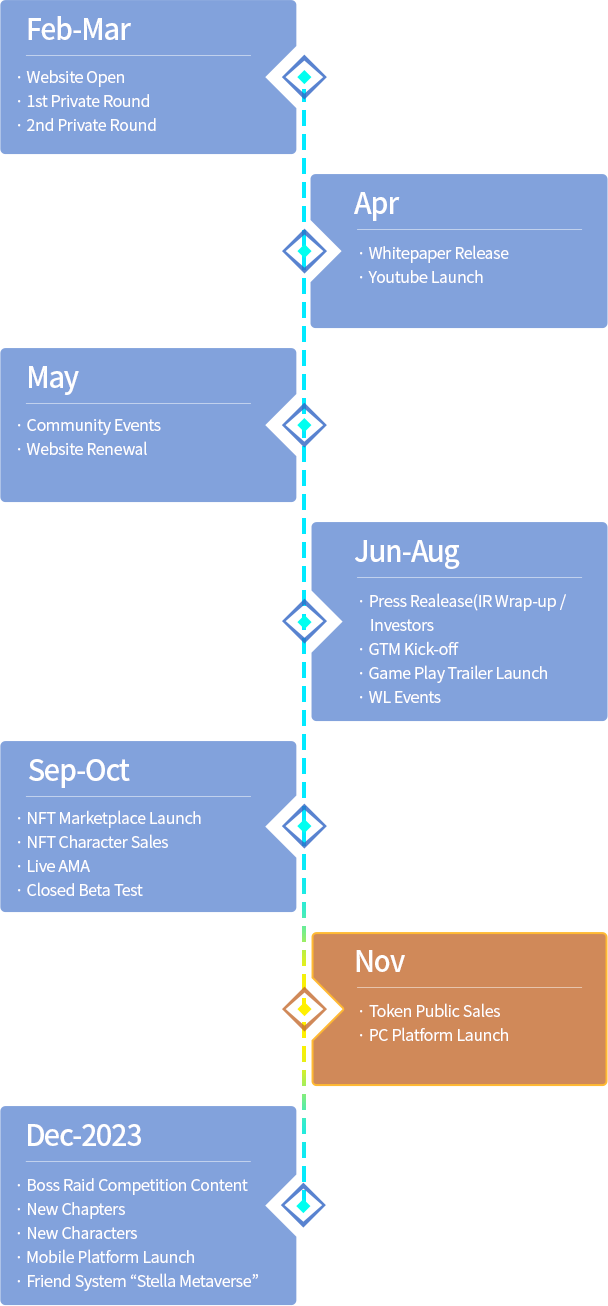 Feb-Mar
· Website Open
· 1st Private Round
· 2nd Private Round
Apr
· Whitepaper Release
· Youtube Launch
May
· Community Events
· Website Renewal
Jun-Aug
· Press Realease(IR Wrap-up /
Investors
· GTM Kick-off
· Game Play Trailer Launch
· WL Events
Sep-Oct
· NFT Marketplace Launch
· NFT Character Sales
· Live AMA
· Closed Beta Test
Nov
· Token Public Sales
· PC Platform Launch
Dec-2023
· Boss Raid Competition Content
· New Chapters
· New Characters
· Mobile Platform Launch
· Friend System “Stella Metaverse”